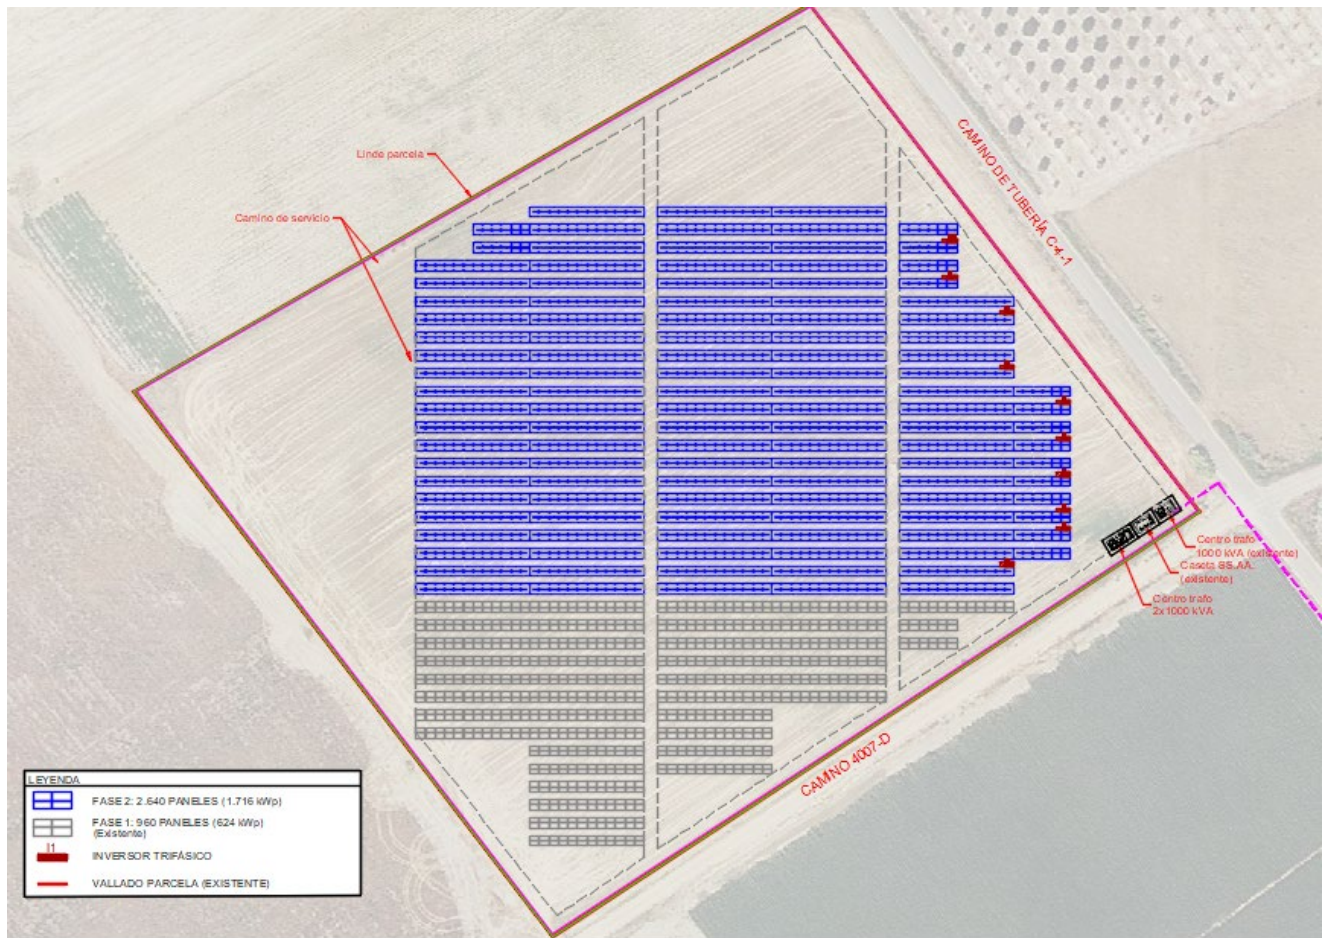 Linde parcela
CAMINO DE TUBERÍA C-4.-1
Camino de servicio
Centro trafo
1000 kVA (existente)
Caseta SS.AA.
(existente)
Centro trafo
2x1000 kVA
CAMINO 4007-D
LEYENDA
FASE 2: 2.640 PANELES (1.716 kWp)
FASE 1: 960 PANELES (624 kWp)
(Existente)
I1
INVERSOR TRIFÁSICO
VALLADO PARCELA (EXISTENTE)